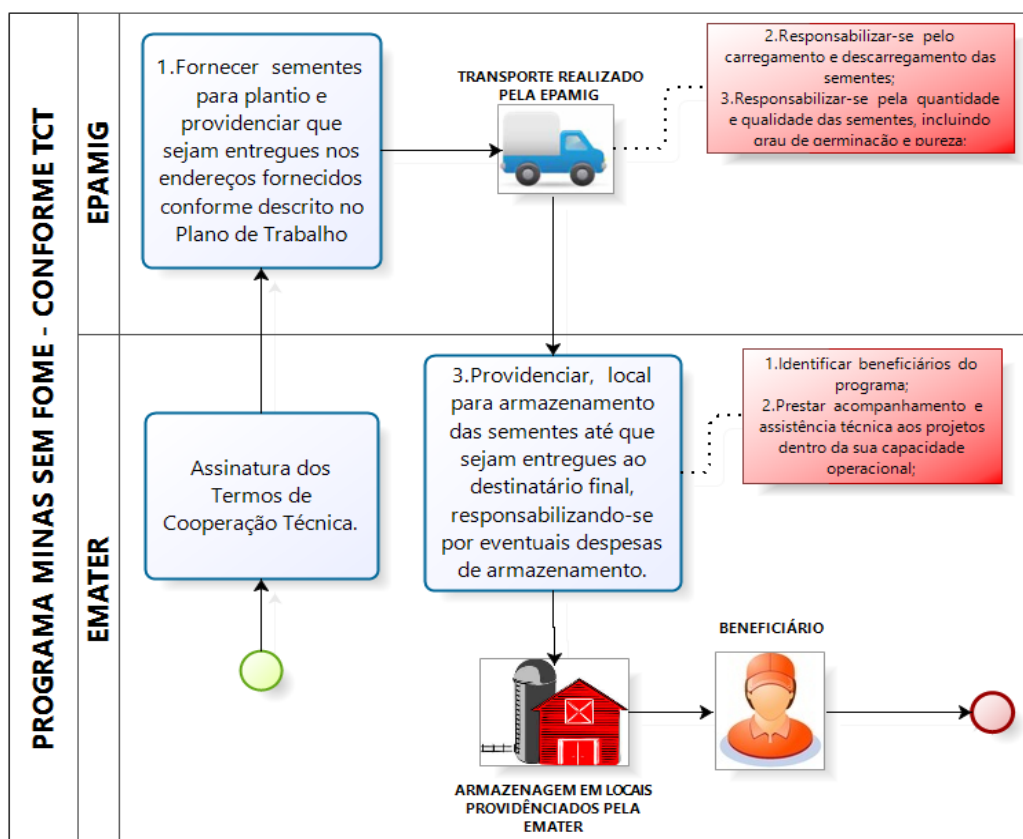 PROGRAMA MINAS SEM FOME - CONFORME TCT
EPAMIG
1.Fornecer sementes
para plantio e
providenciar que
sejam entregues nos
endereços fornecidos
conforme descrito no
Plano de Trabalho
TRANSPORTE REALIZADO
PELA EPAMIG
2.Responsabilizar-se pelo
carregamento e descarregamento das
sementes;
3.Responsabilizar-se pela quantidade
e qualidade das sementes, incluindo
grau de germinação e pureza;
EMATER
Assinatura dos
Termos de
Cooperação Técnica.
3.Providenciar, local
para armazenamento
das sementes até que
sejam entregues ao
destinatário final,
responsabilizando-se
por eventuais despesas
de armazenamento.
1.Identificar beneficiários do
programa;
2.Prestar acompanhamento e
assistência técnica aos projetos
dentro da sua capacidade
operacional;
BENEFICIÁRIO
ARMAZENAGEM EM LOCAIS
PROVIDÊNCIADOS PELA
EMATER